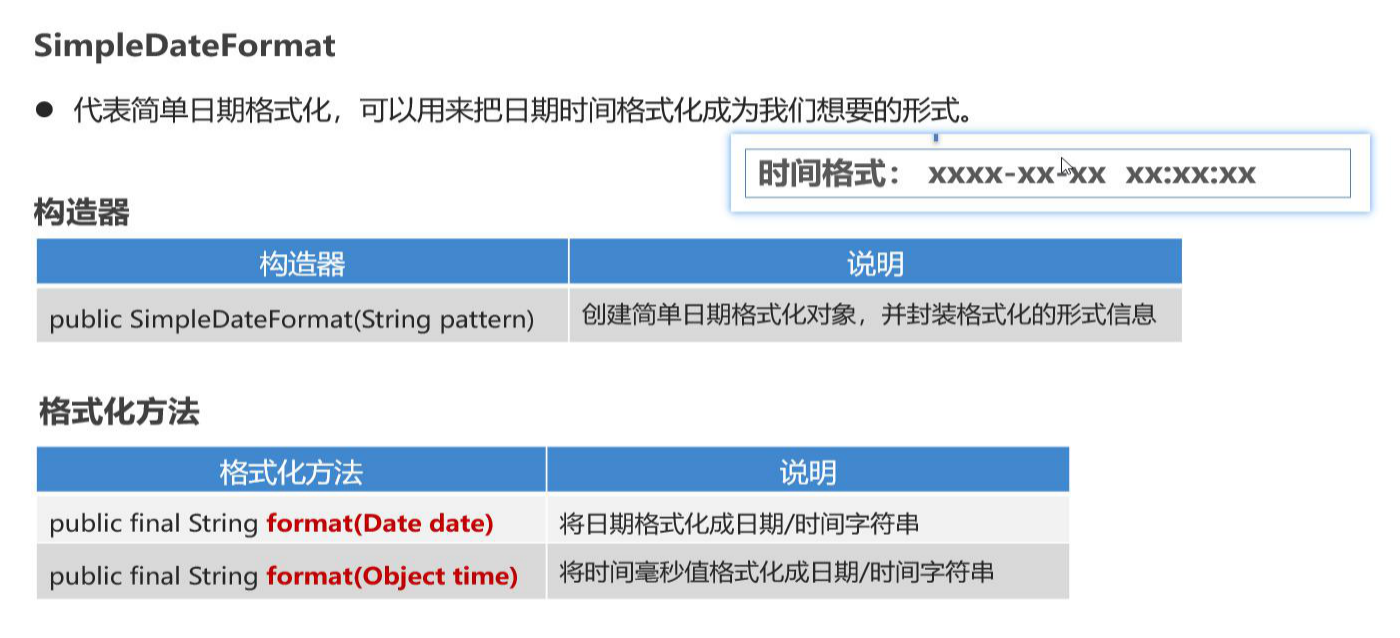 SimpleDateFormat
● 代表简单日期格式化，可以用来把日期时间格式化成为我们想要的形式。
时间格式： xxxx-xx-xx xx:xx:xx
构造器
构造器 说明
public SimpleDateFormat(String pattern) 创建简单日期格式化对象，并封装格式化的形式信息
格式化方法
格式化方法 说明
public final String format(Date date) 将日期格式化成日期/时间字符串
public final String format(Object time) 将时间毫秒值格式化成日期/时间字符串